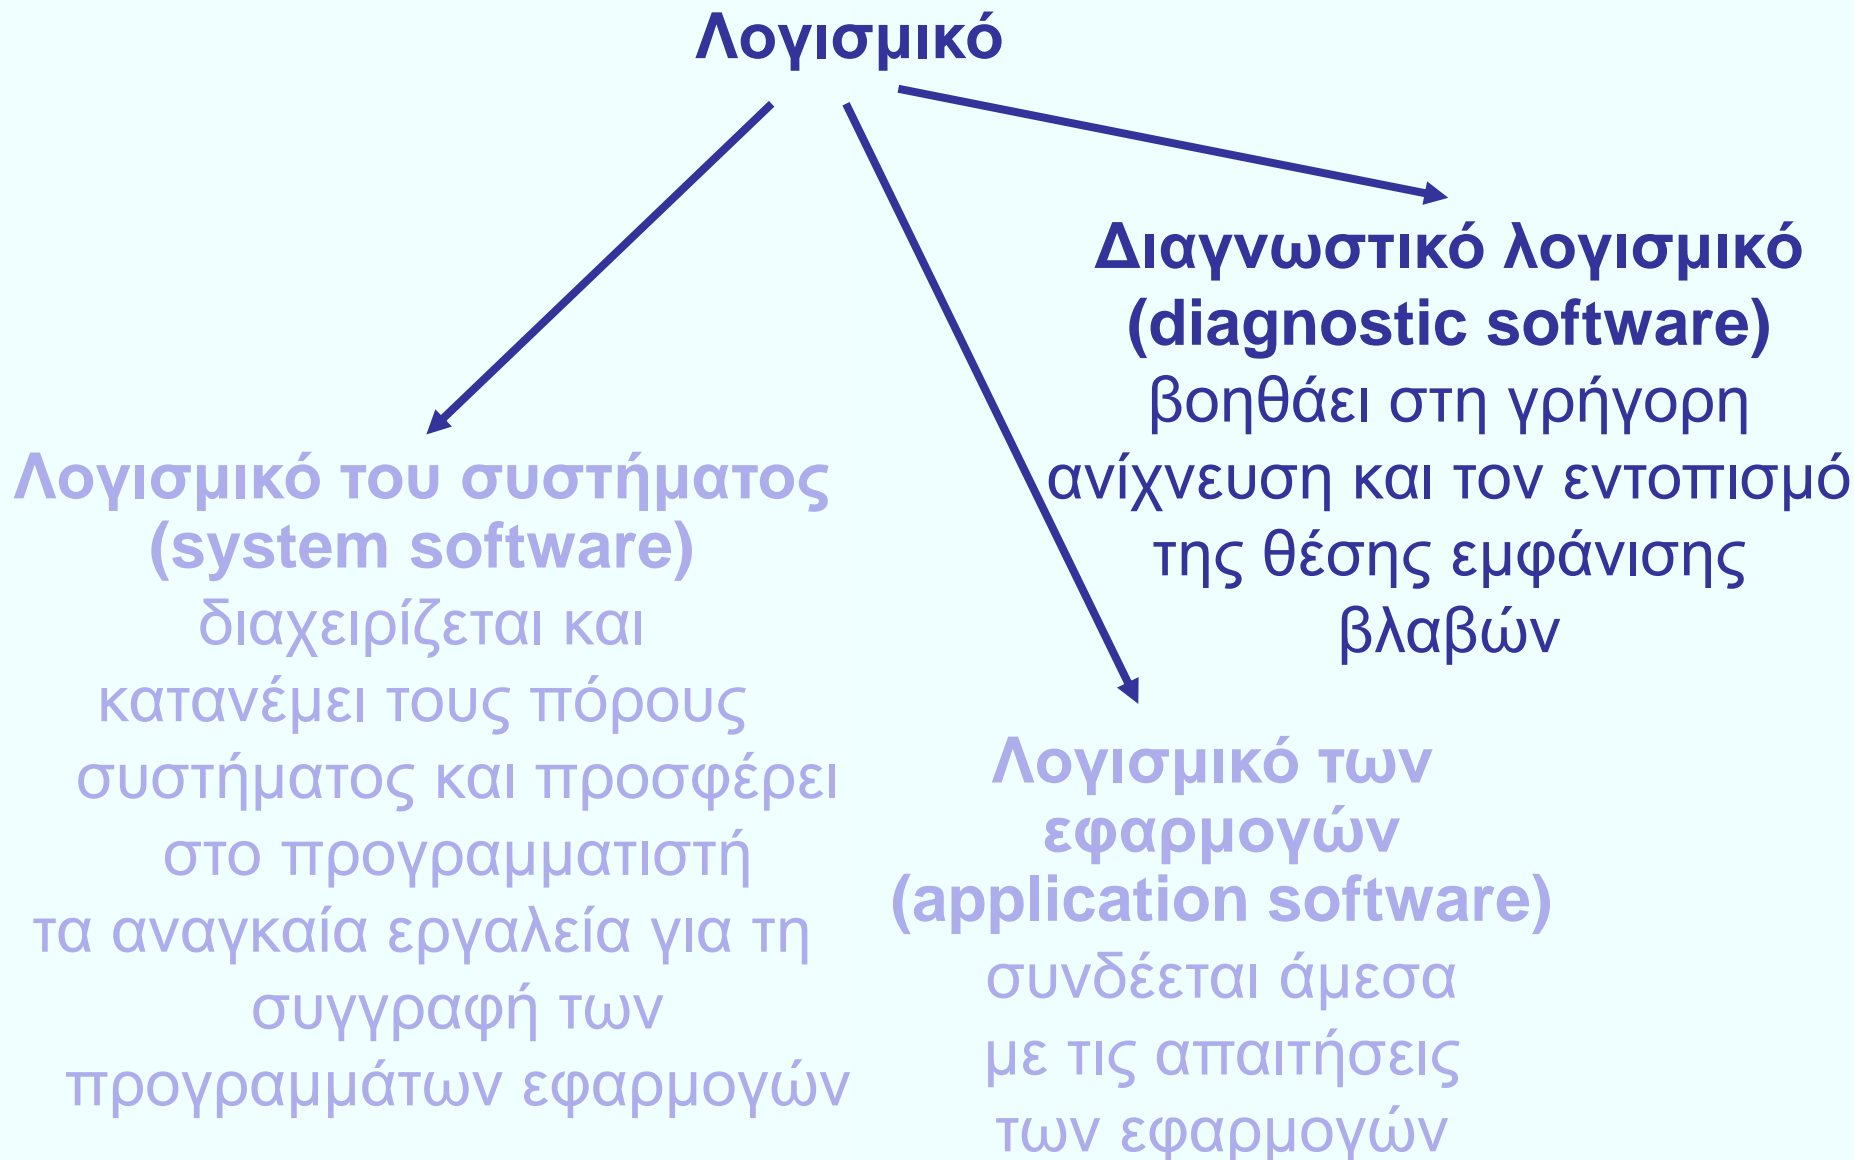 Λογισμικό
Διαγνωστικό λογισμικό
(diagnostic software)
βοηθάει στη γρήγορη
ανίχνευση και τον εντοπισμό
της θέσης εμφάνισης
βλαβών
Λογισμικό του συστήματος
(system software)
διαχειρίζεται και
κατανέμει τους πόρους
συστήματος και προσφέρει
στο προγραμματιστή
τα αναγκαία εργαλεία για τη
συγγραφή των
προγραμμάτων εφαρμογών
Λογισμικό των
εφαρμογών
(application software)
συνδέεται άμεσα
με τις απαιτήσεις
των εφαρμογών